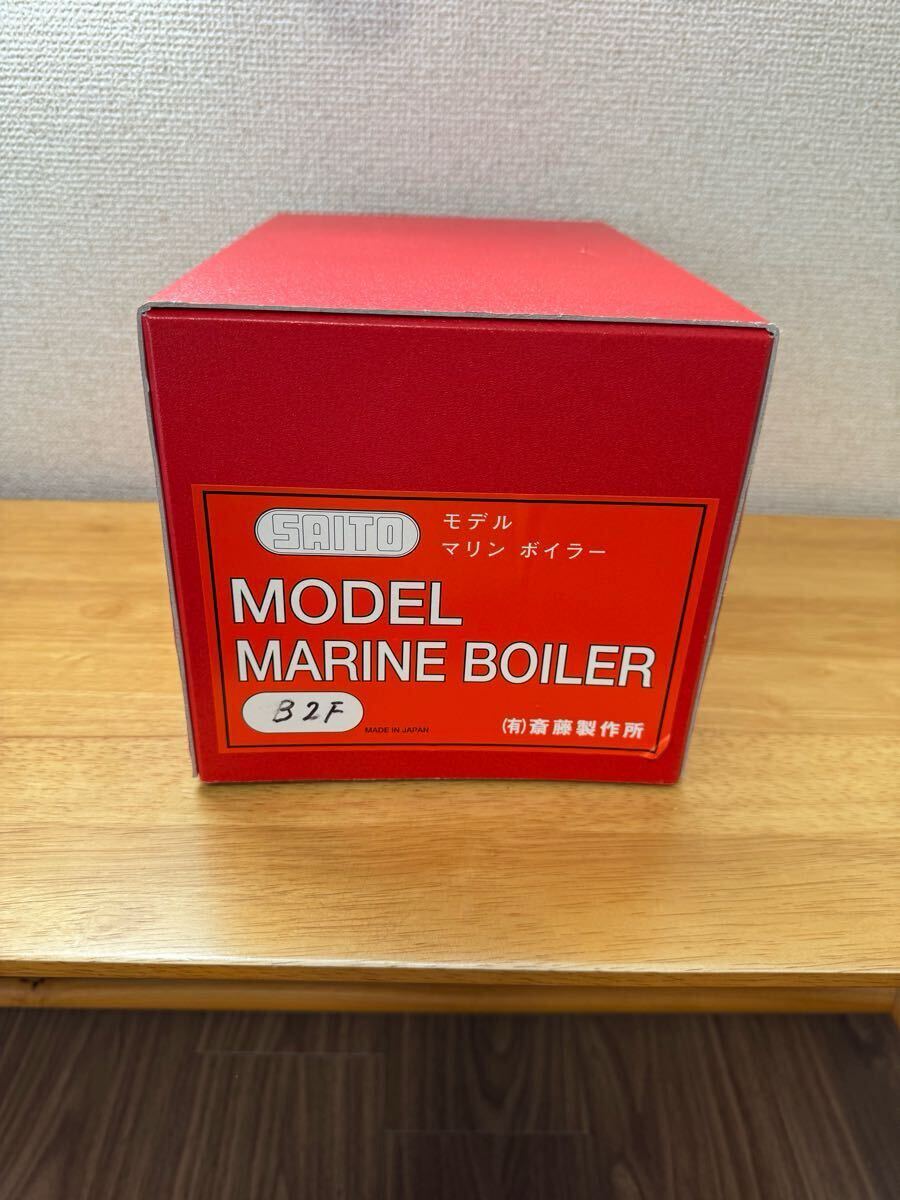 SAITO
モデル
マリン ボイラー
MODEL
MARINE BOILER
B2F
MADE IN JAPAN
(有)斎藤製作所